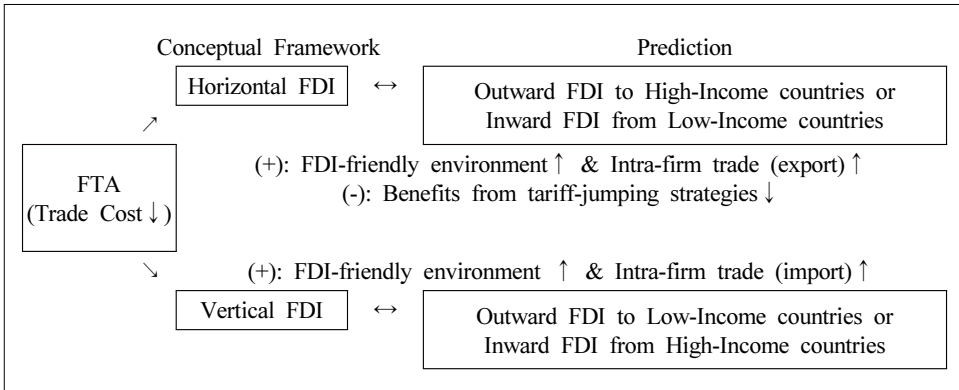 Conceptual Framework
Prediction
Horizontal FDI
↔
Outward FDI to High-Income countries or
Inward FDI from Low-Income countries
↗
FTA
(Trade Cost↓)
(+): FDI-friendly environment↑ & Intra-firm trade (export)↑
(-): Benefits from tariff-jumping strategies↓
↘
(+): FDI-friendly environment ↑ & Intra-firm trade (import)↑
Vertical FDI
↔
Outward FDI to Low-Income countries or
Inward FDI from High-Income countries